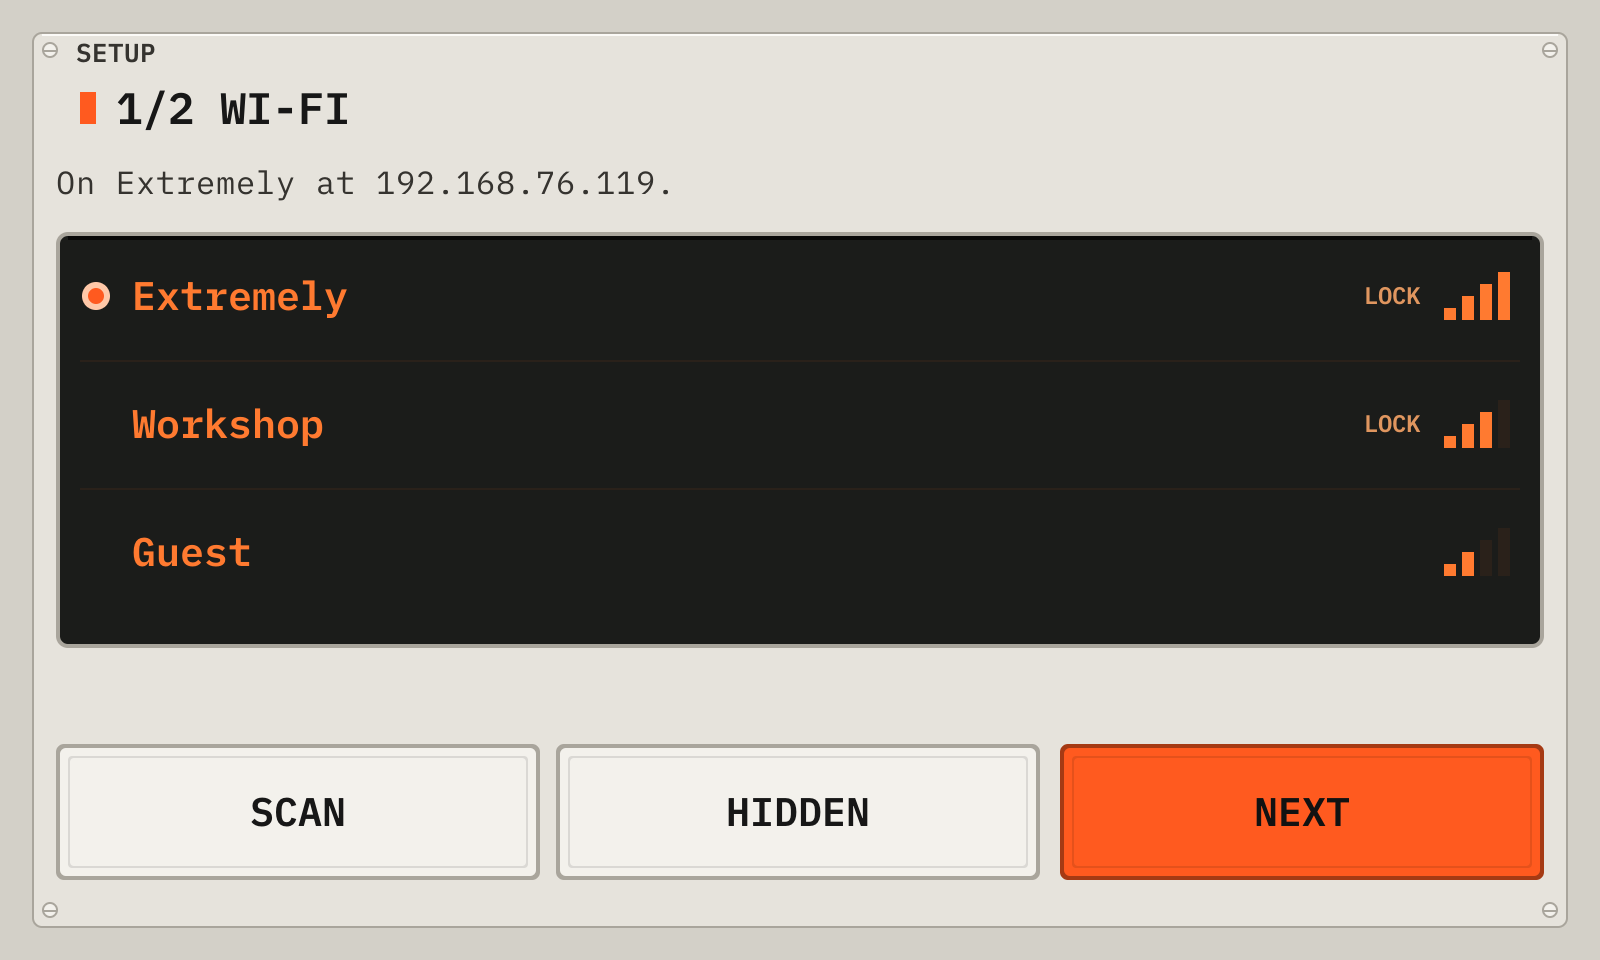 SETUP
1/2 WI-FI
On Extremely at 192.168.76.119.
Extremely LOCK
Workshop LOCK
Guest
SCAN HIDDEN NEXT